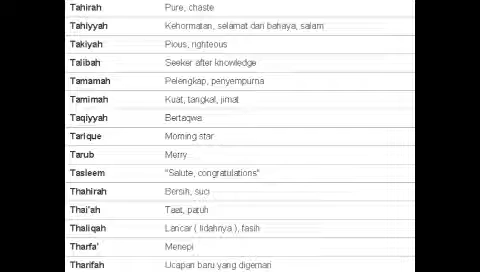 Tahirah Pure, chaste
Tahiyyah Kehormatan, selamat dari bahaya, salam
Takiyah Pious, righteous
Talibah Seeker after knowledge
Tamamah Pelengkap, penyempurna
Tamimah Kuat, tangkal, jimat
Taqiyyah Bertaqwa
Tarique Morning star
Tarub Merry
Tasleem "Salute, congratulations"
Thahirah Bersih, suci
Thai'ah Taat, patuh
Thaliqah Lancar ( lidahnya ), fasih
Tharfa' Menepi
Tharifah Ucapan baru yang digemari